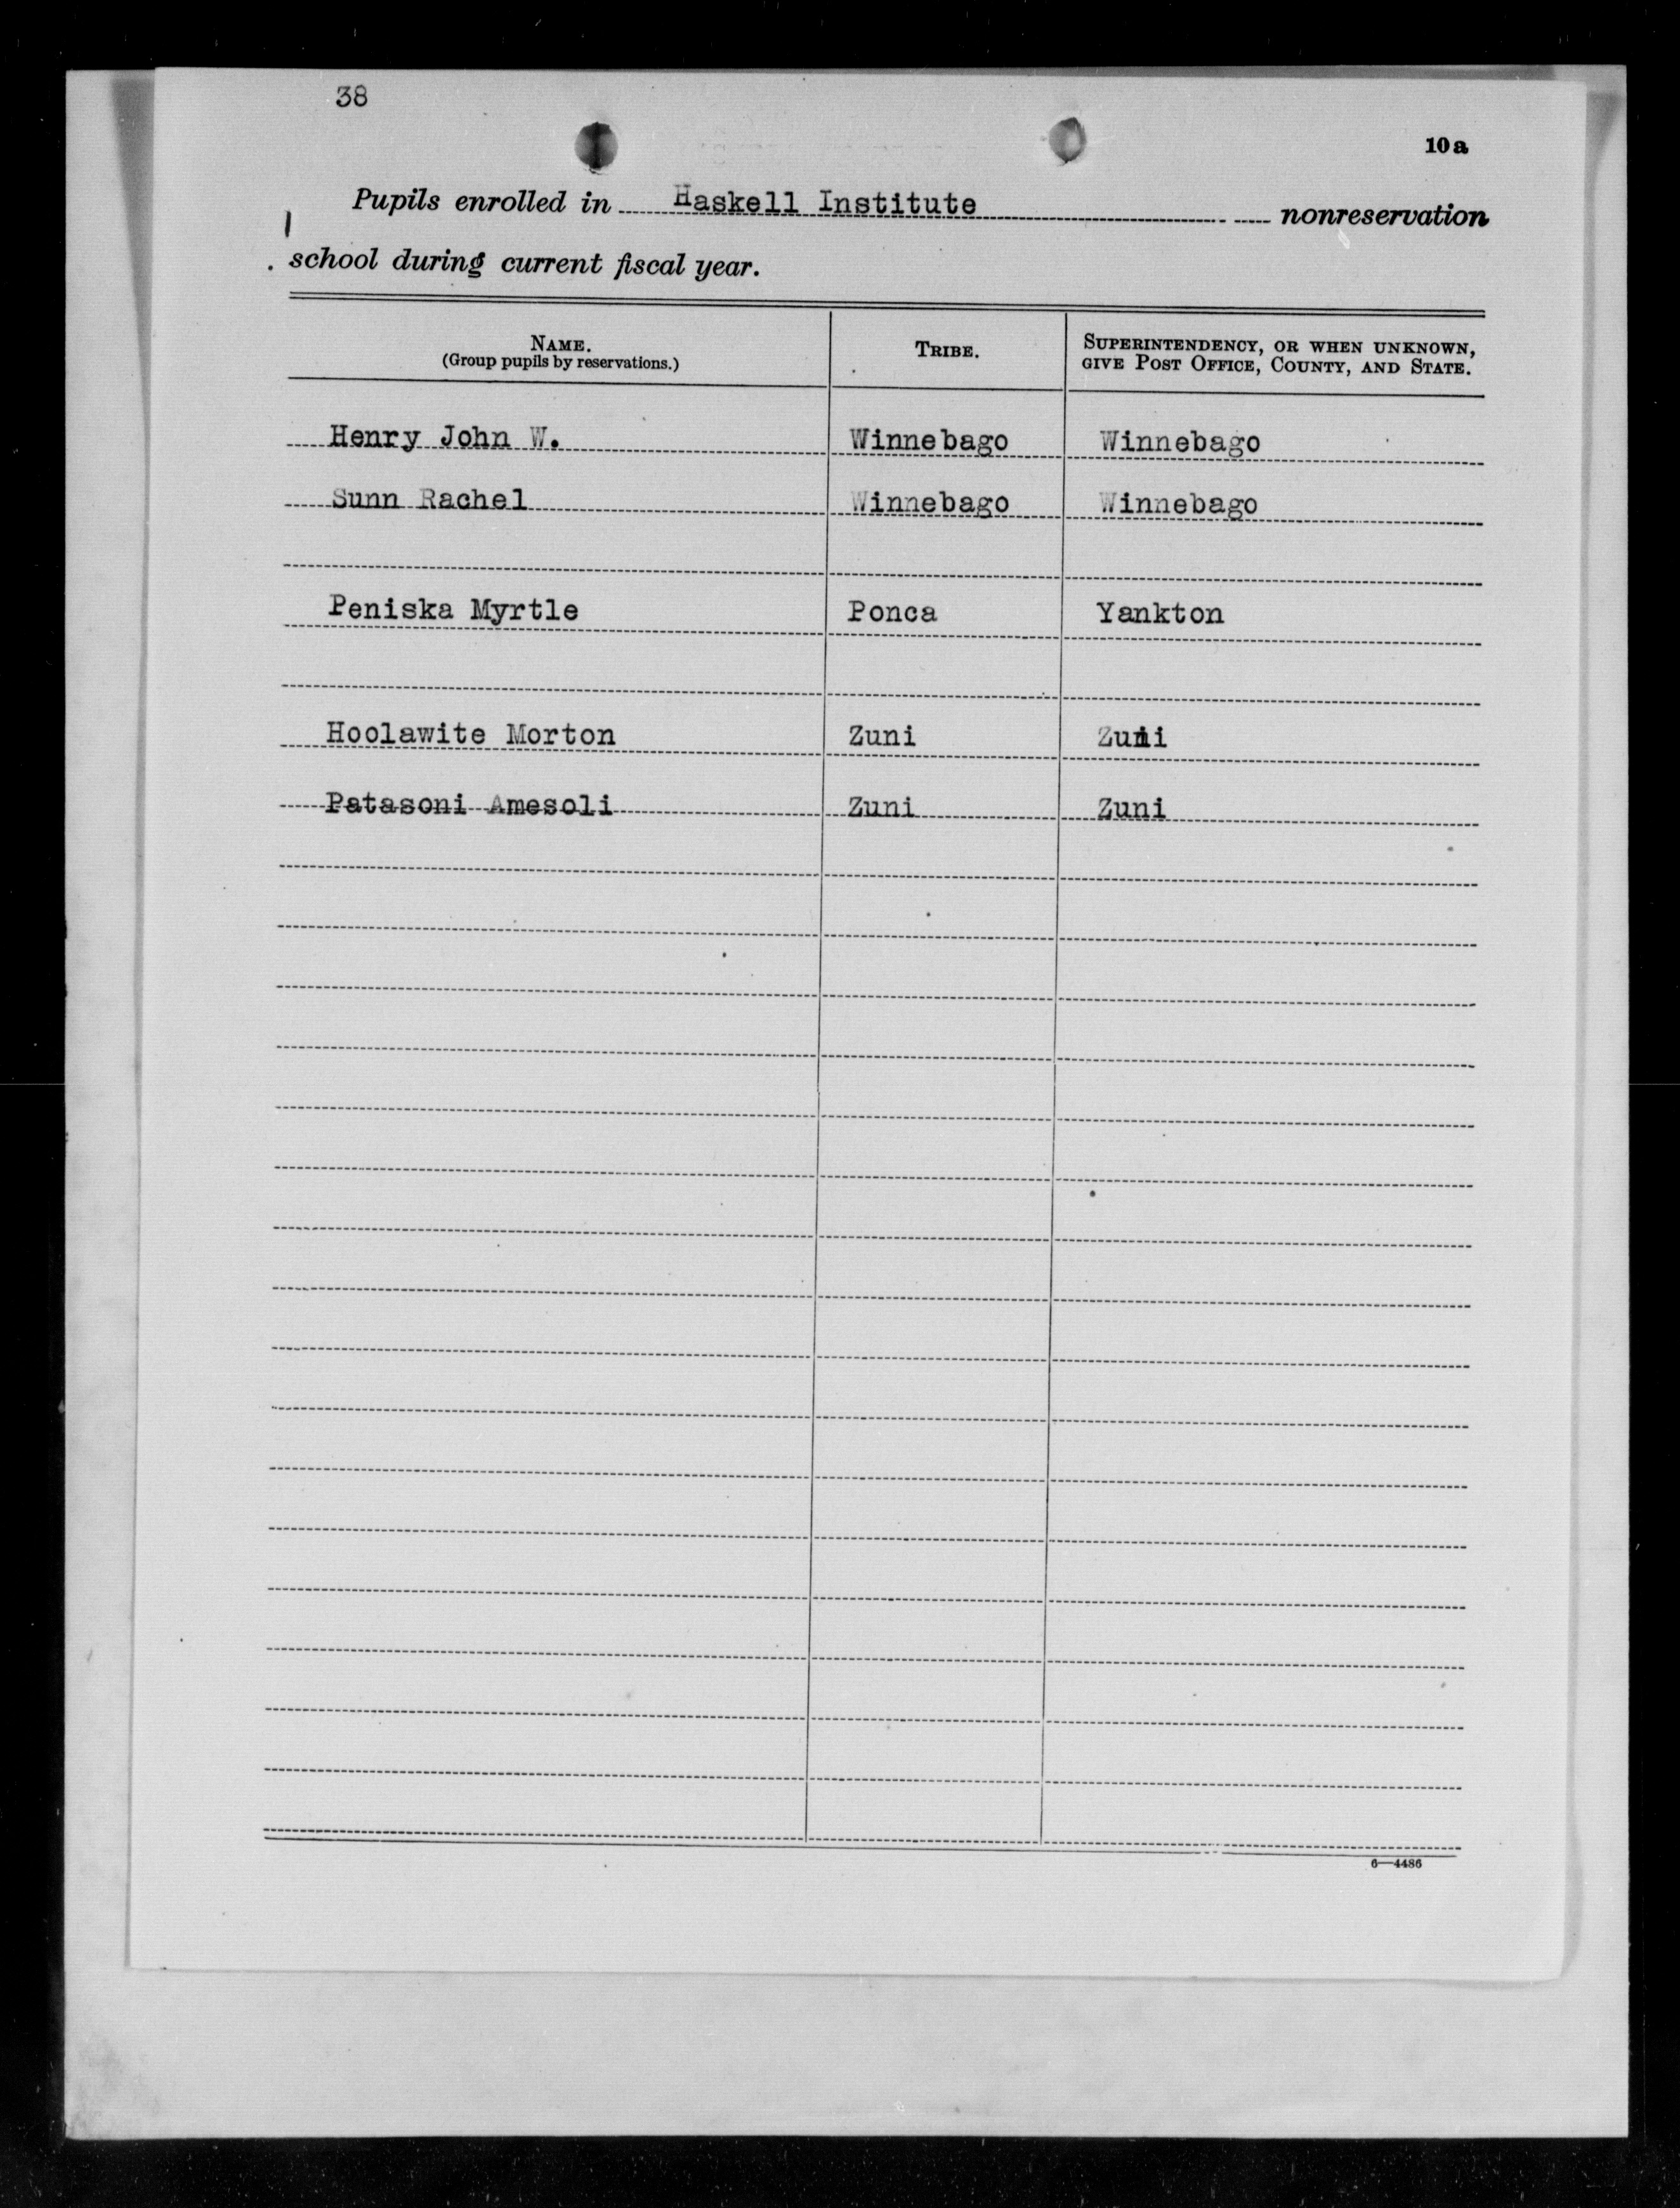 38
10a
Pupils enrolled in Haskell Institute nonreservation
school during current fiscal year.
NAME. TRIBE. SUPERINTENDENCY, OR WHEN UNKNOWN,
(Group pupils by reservations.) GIVE POST OFFICE, COUNTY, AND STATE.
Henry John W. Winnebago Winnebago
Sunn Rachel Winnebago Winnebago
Peniska Myrtle Ponca Yankton
Hoolawite Morton Zuni Zuni
Patasoni Amesoli Zuni Zuni
6—4486